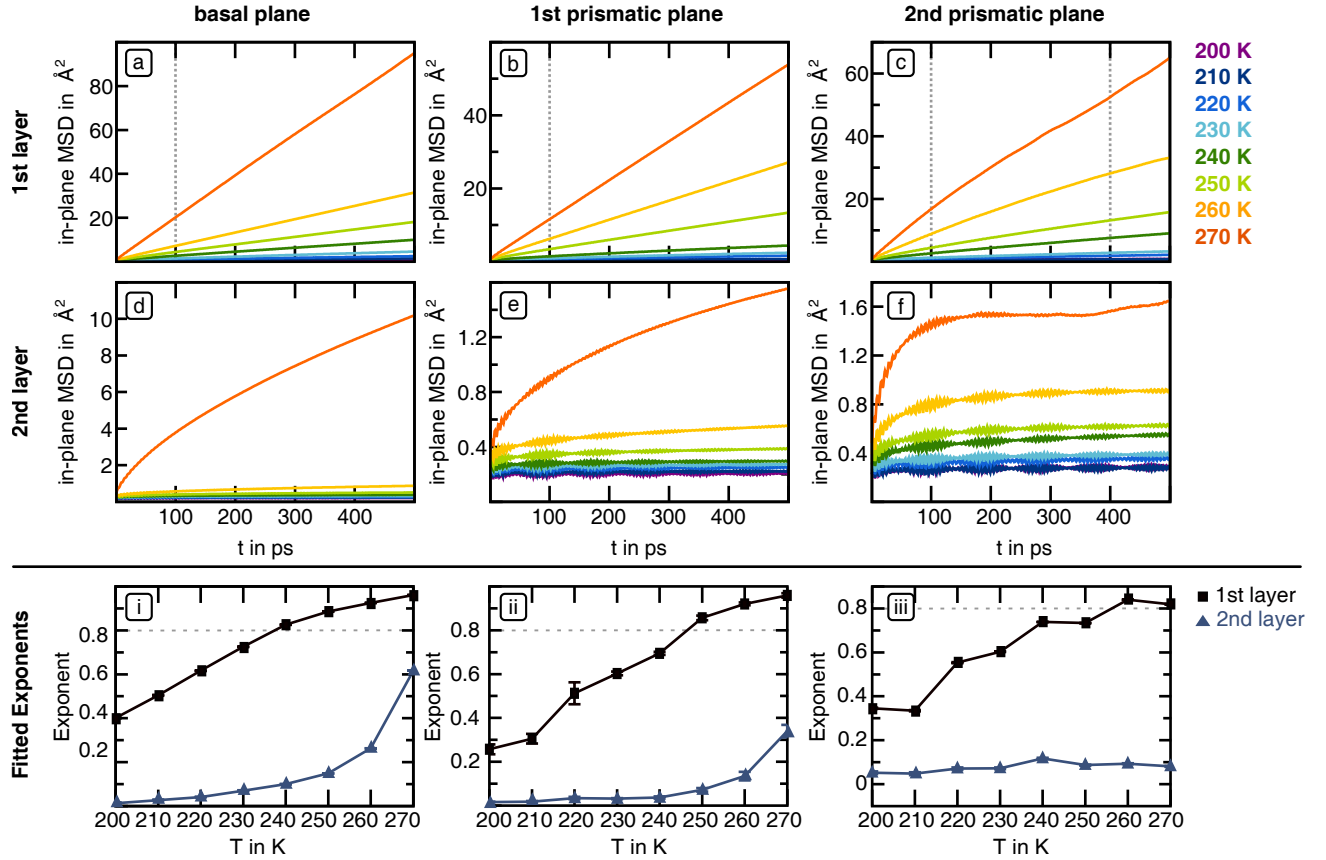 basal plane
1st prismatic plane
2nd prismatic plane
1st layer
in-plane MSD in Å²
a
80
60
40
20
in-plane MSD in Å²
b
40
20
in-plane MSD in Å²
c
60
40
20
200 K
210 K
220 K
230 K
240 K
250 K
260 K
270 K
2nd layer
in-plane MSD in Å²
d
10
8
6
4
2
100 200 300 400
t in ps
in-plane MSD in Å²
e
1.2
0.8
0.4
100 200 300 400
t in ps
in-plane MSD in Å²
f
1.6
1.2
0.8
0.4
100 200 300 400
t in ps
Fitted Exponents
Exponent
i
0.8
0.6
0.4
0.2
200 210 220 230 240 250 260 270
T in K
Exponent
ii
0.8
0.6
0.4
0.2
200 210 220 230 240 250 260 270
T in K
Exponent
iii
0.8
0.6
0.4
0.2
0
200 210 220 230 240 250 260 270
T in K
1st layer
2nd layer